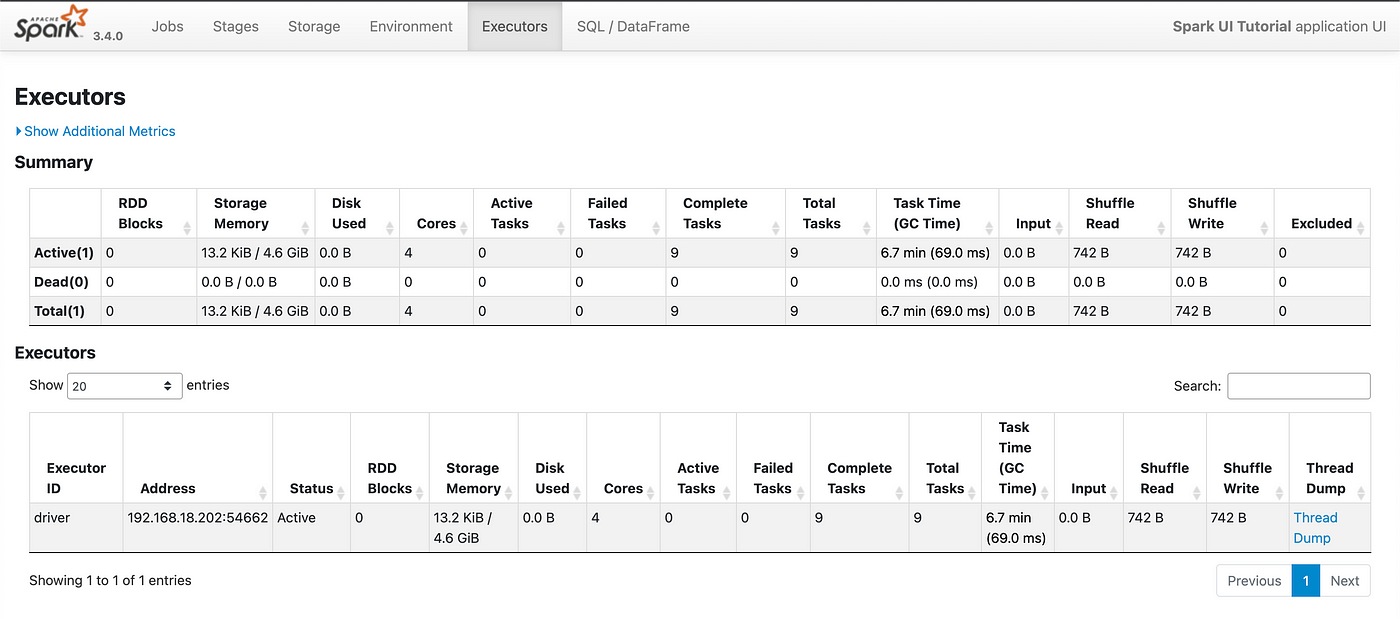 APACHE Spark 3.4.0 Jobs Stages Storage Environment Executors SQL / DataFrame Spark UI Tutorial application UI
Executors
Show Additional Metrics
Summary
RDD Blocks Storage Memory Disk Used Cores Active Tasks Failed Tasks Complete Tasks Total Tasks Task Time (GC Time) Input Shuffle Read Shuffle Write Excluded
Active(1) 0 13.2 KiB / 4.6 GiB 0.0 B 4 0 0 9 9 6.7 min (69.0 ms) 0.0 B 742 B 742 B 0
Dead(0) 0 0.0 B / 0.0 B 0.0 B 0 0 0 0 0 0.0 ms (0.0 ms) 0.0 B 0.0 B 0.0 B 0
Total(1) 0 13.2 KiB / 4.6 GiB 0.0 B 4 0 0 9 9 6.7 min (69.0 ms) 0.0 B 742 B 742 B 0
Executors
Show 20 entries Search:
Executor ID Address Status RDD Blocks Storage Memory Disk Used Cores Active Tasks Failed Tasks Complete Tasks Total Tasks Task Time (GC Time) Input Shuffle Read Shuffle Write Thread Dump
driver 192.168.18.202:54662 Active 0 13.2 KiB / 4.6 GiB 0.0 B 4 0 0 9 9 6.7 min (69.0 ms) 0.0 B 742 B 742 B Thread Dump
Showing 1 to 1 of 1 entries Previous 1 Next